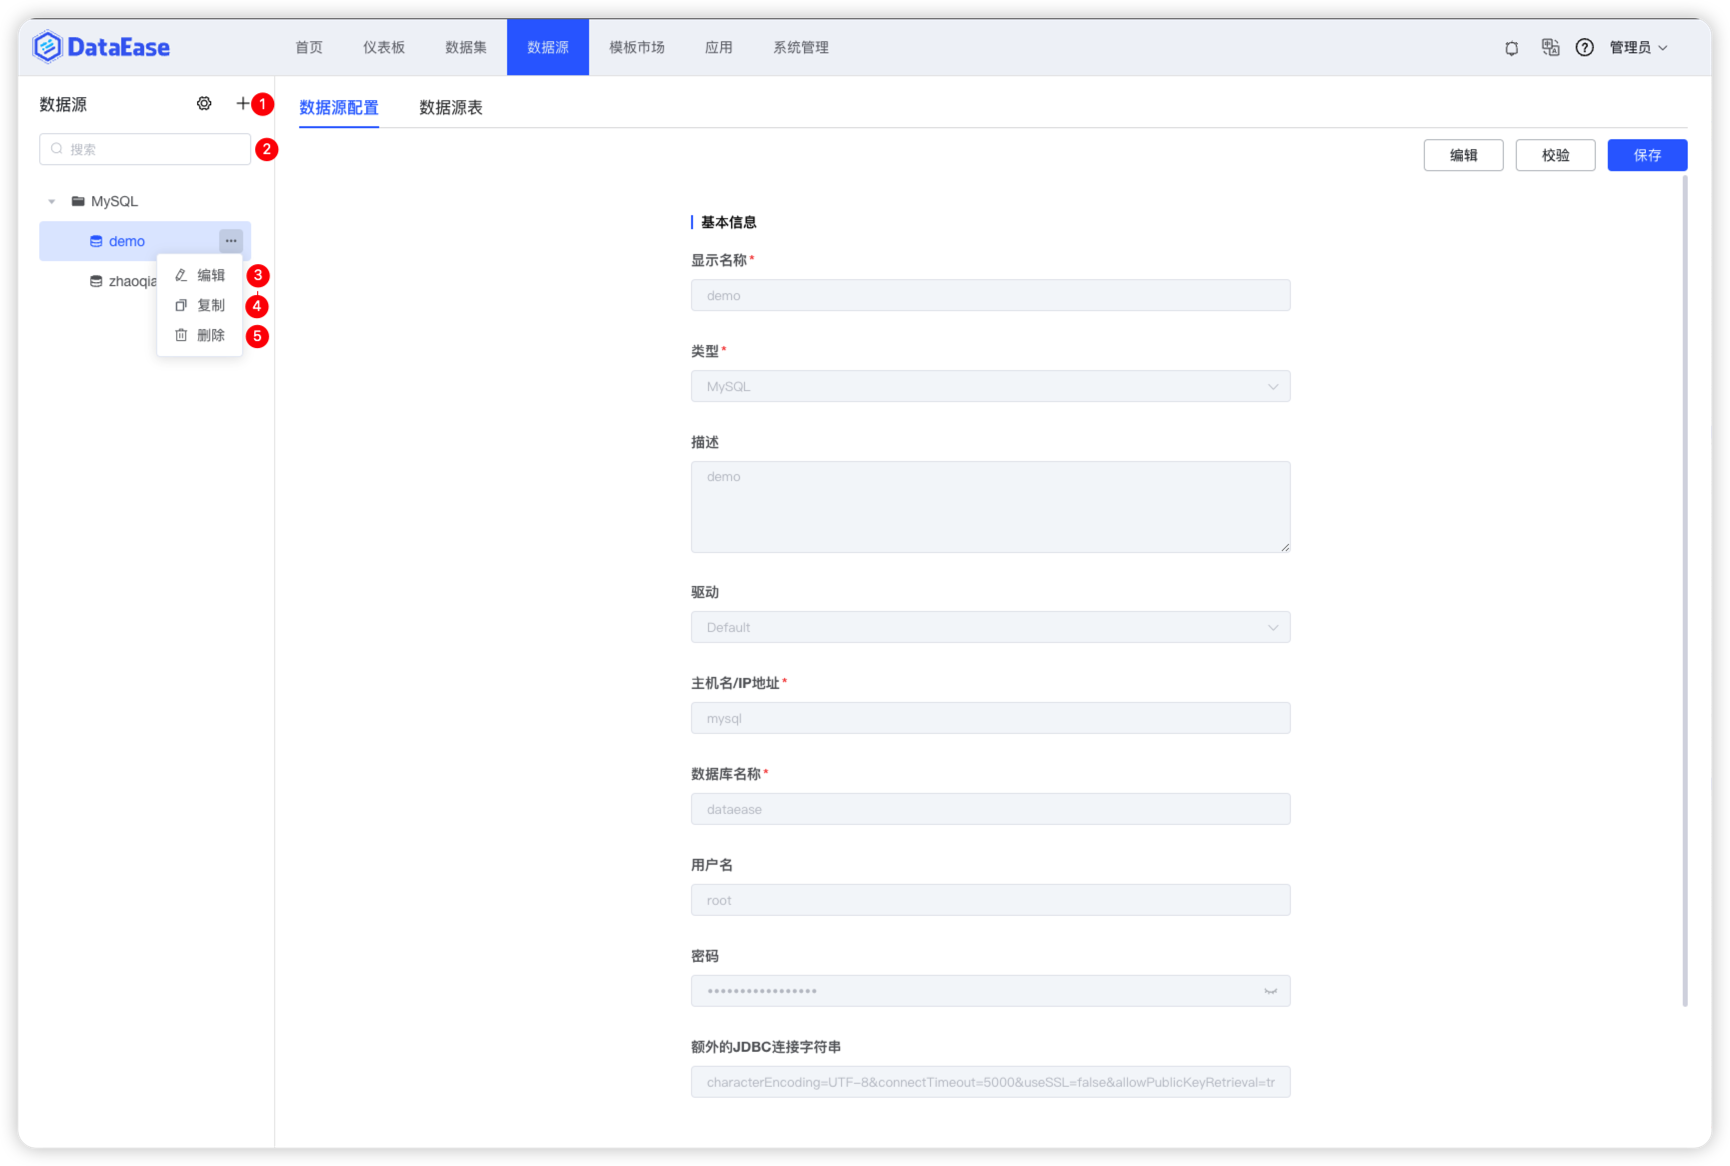 DataEase
首页
仪表板
数据集
数据源
模板市场
应用
系统管理
管理员
数据源
1
搜索
2
MySQL
demo
zhaoqia
编辑
3
复制
4
删除
5
数据源配置
数据源表
编辑
校验
保存
基本信息
显示名称*
demo
类型*
MySQL
描述
demo
驱动
Default
主机名/IP地址*
mysql
数据库名称*
dataease
用户名
root
密码
•••••••••••••••••
额外的JDBC连接字符串
characterEncoding=UTF-8&connectTimeout=5000&useSSL=false&allowPublicKeyRetrieval=tr